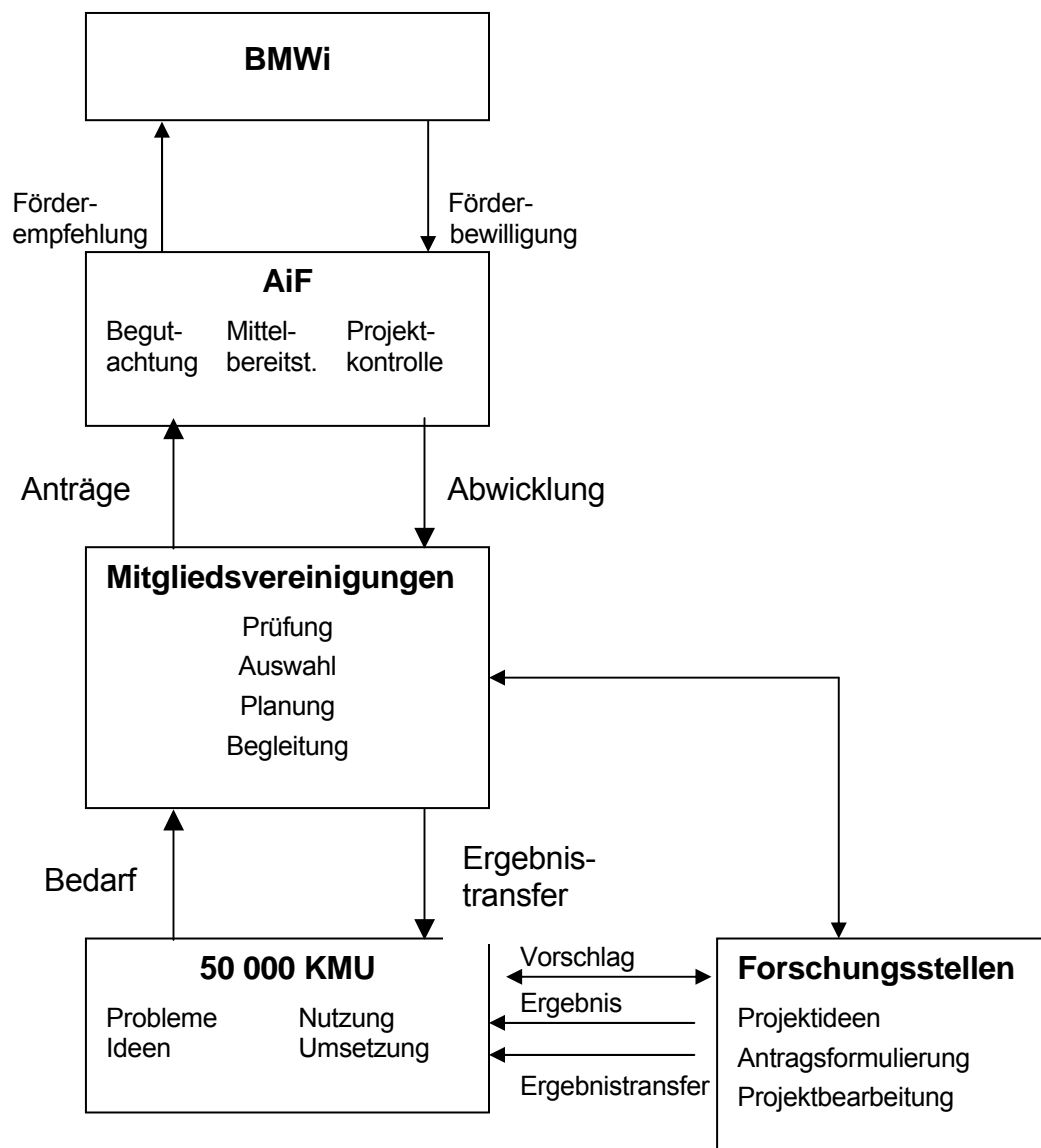 BMWi
Förder-
empfehlung
Förder-
bewilligung
AiF
Begut-
achtung
Mittel-
bereitst.
Projekt-
kontrolle
Anträge
Abwicklung
Mitgliedsvereinigungen
Prüfung
Auswahl
Planung
Begleitung
Bedarf
Ergebnis-
transfer
50 000 KMU
Probleme
Ideen
Nutzung
Umsetzung
Vorschlag
Ergebnis
Ergebnistransfer
Forschungsstellen
Projektideen
Antragsformulierung
Projektbearbeitung